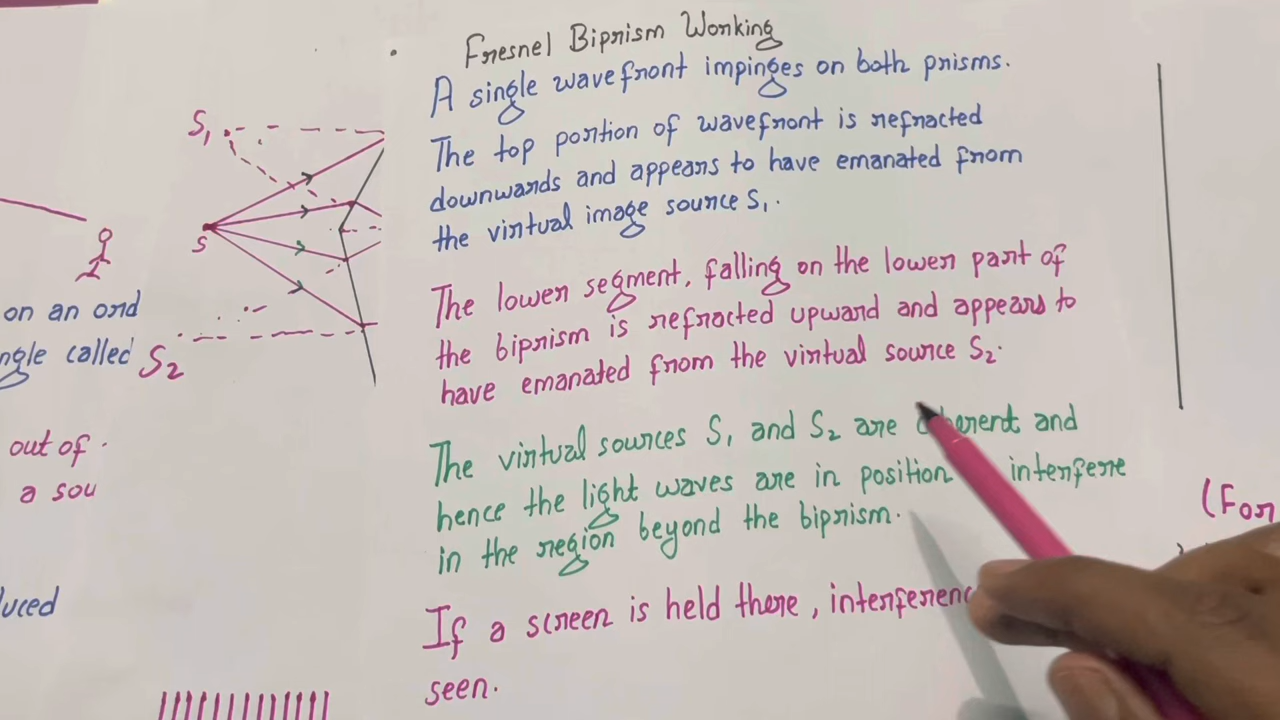 Fresnel Biprism Working
A single wavefront impinges on both prisms.
The top portion of wavefront is refracted
downwards and appears to have emanated from
the virtual image source S₁.
The lower segment, falling on the lower part of
the biprism is refracted upward and appears to
have emanated from the virtual source S₂.
The virtual sources S₁ and S₂ are and
hence the light waves are in position interfere
in the region beyond the biprism.
If a screen is held there,
seen.
S₁
S
S₂
on an ord
ngle called
out of
a sou
uced
(For